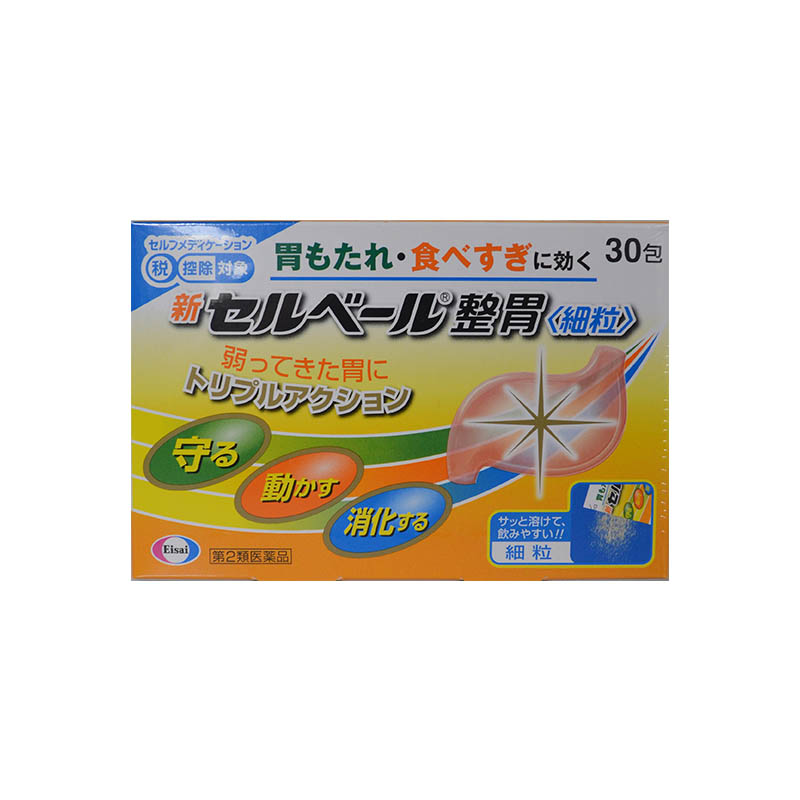 セルフメディケーション
税 控除 対象
胃もたれ・食べすぎに効く
30包
新セルベール®整胃〈細粒〉
弱ってきた胃に
トリプルアクション
守る
動かす
消化する
サッと溶けて、
飲みやすい!!
細粒
Eisai
第2類医薬品